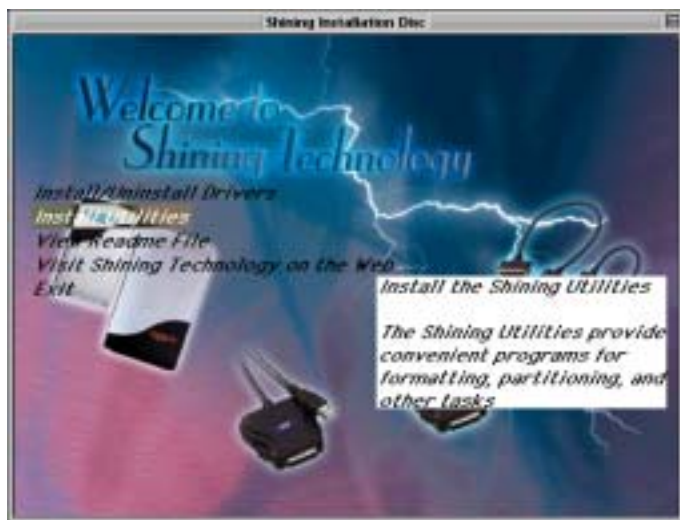 Shining Installation Disc
Welcome to
Shining Technology
Install/Uninstall Drivers
Install Utilities
View Readme File
Visit Shining Technology on the Web
Exit
Install the Shining Utilities
The Shining Utilities provide
convenient programs for
formatting, partitioning, and
other tasks